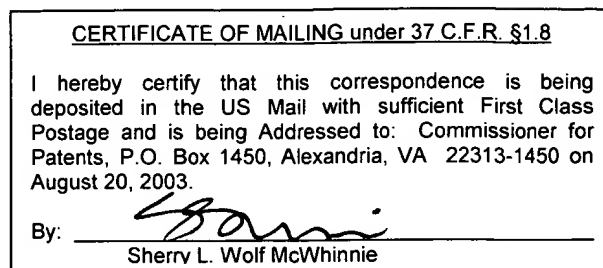 CERTIFICATE OF MAILING under 37 C.F.R. §1.8
I hereby certify that this correspondence is being
deposited in the US Mail with sufficient First Class
Postage and is being Addressed to: Commissioner for
Patents, P.O. Box 1450, Alexandria, VA 22313-1450 on
August 20, 2003.
By:
Sherry L. Wolf McWhinnie